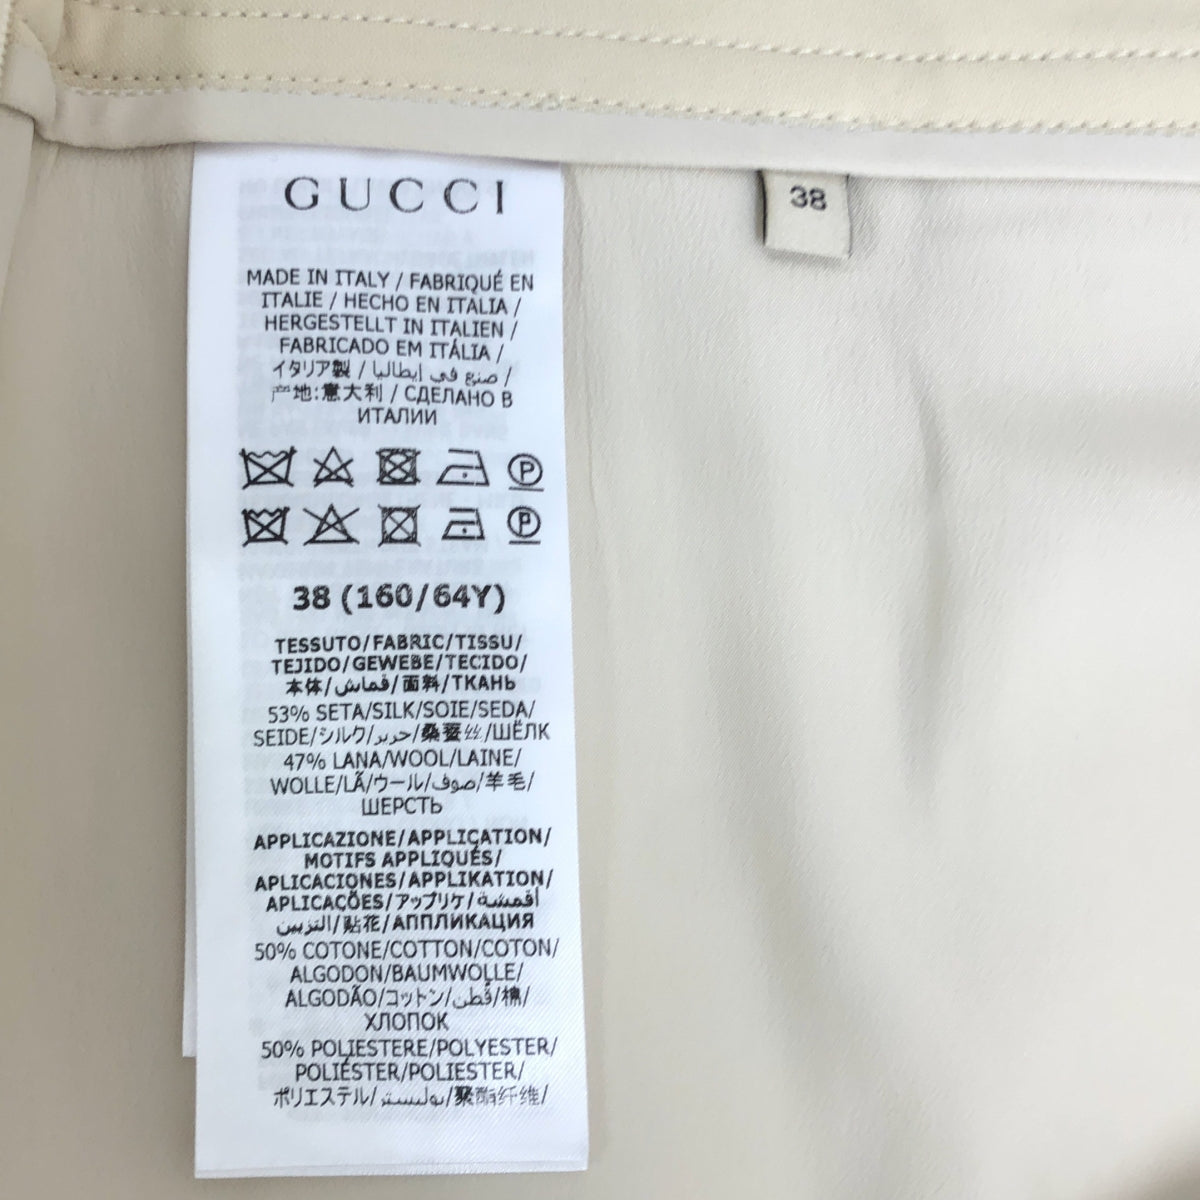 GUCCI
38
MADE IN ITALY / FABRIQUÉ EN
ITALIE / HECHO EN ITALIA /
HERGESTELLT IN ITALIEN /
FABRICADO EM ITÁLIA /
イタリア製 / صنع في إيطاليا /
产地:意大利 / СДЕЛАНО В
ИТАЛИИ
P
P
38 (160/64Y)
TESSUTO/FABRIC/TISSU/
TEJIDO/GEWEBE/TECIDO/
本体/قماش/面料/ТКАНЬ
53% SETA/SILK/SOIE/SEDA/
SEIDE/シルク/حرير/桑蚕丝/ШЁЛК
47% LANA/WOOL/LAINE/
WOLLE/LÃ/ウール/صوف/羊毛/
ШЕРСТЬ
APPLICAZIONE/APPLICATION/
MOTIFS APPLIQUÉS/
APLICACIONES/APPLIKATION/
APLICAÇÕES/アップリケ/أقمشة
التزيين/贴花/АППЛИКАЦИЯ
50% COTONE/COTTON/COTON/
ALGODON/BAUMWOLLE/
ALGODÃO/コットン/قطن/棉/
ХЛОПОК
50% POLIESTERE/POLYESTER/
POLIÉSTER/POLIESTER/
ポリエステル/بوليستر/聚酯纤维/